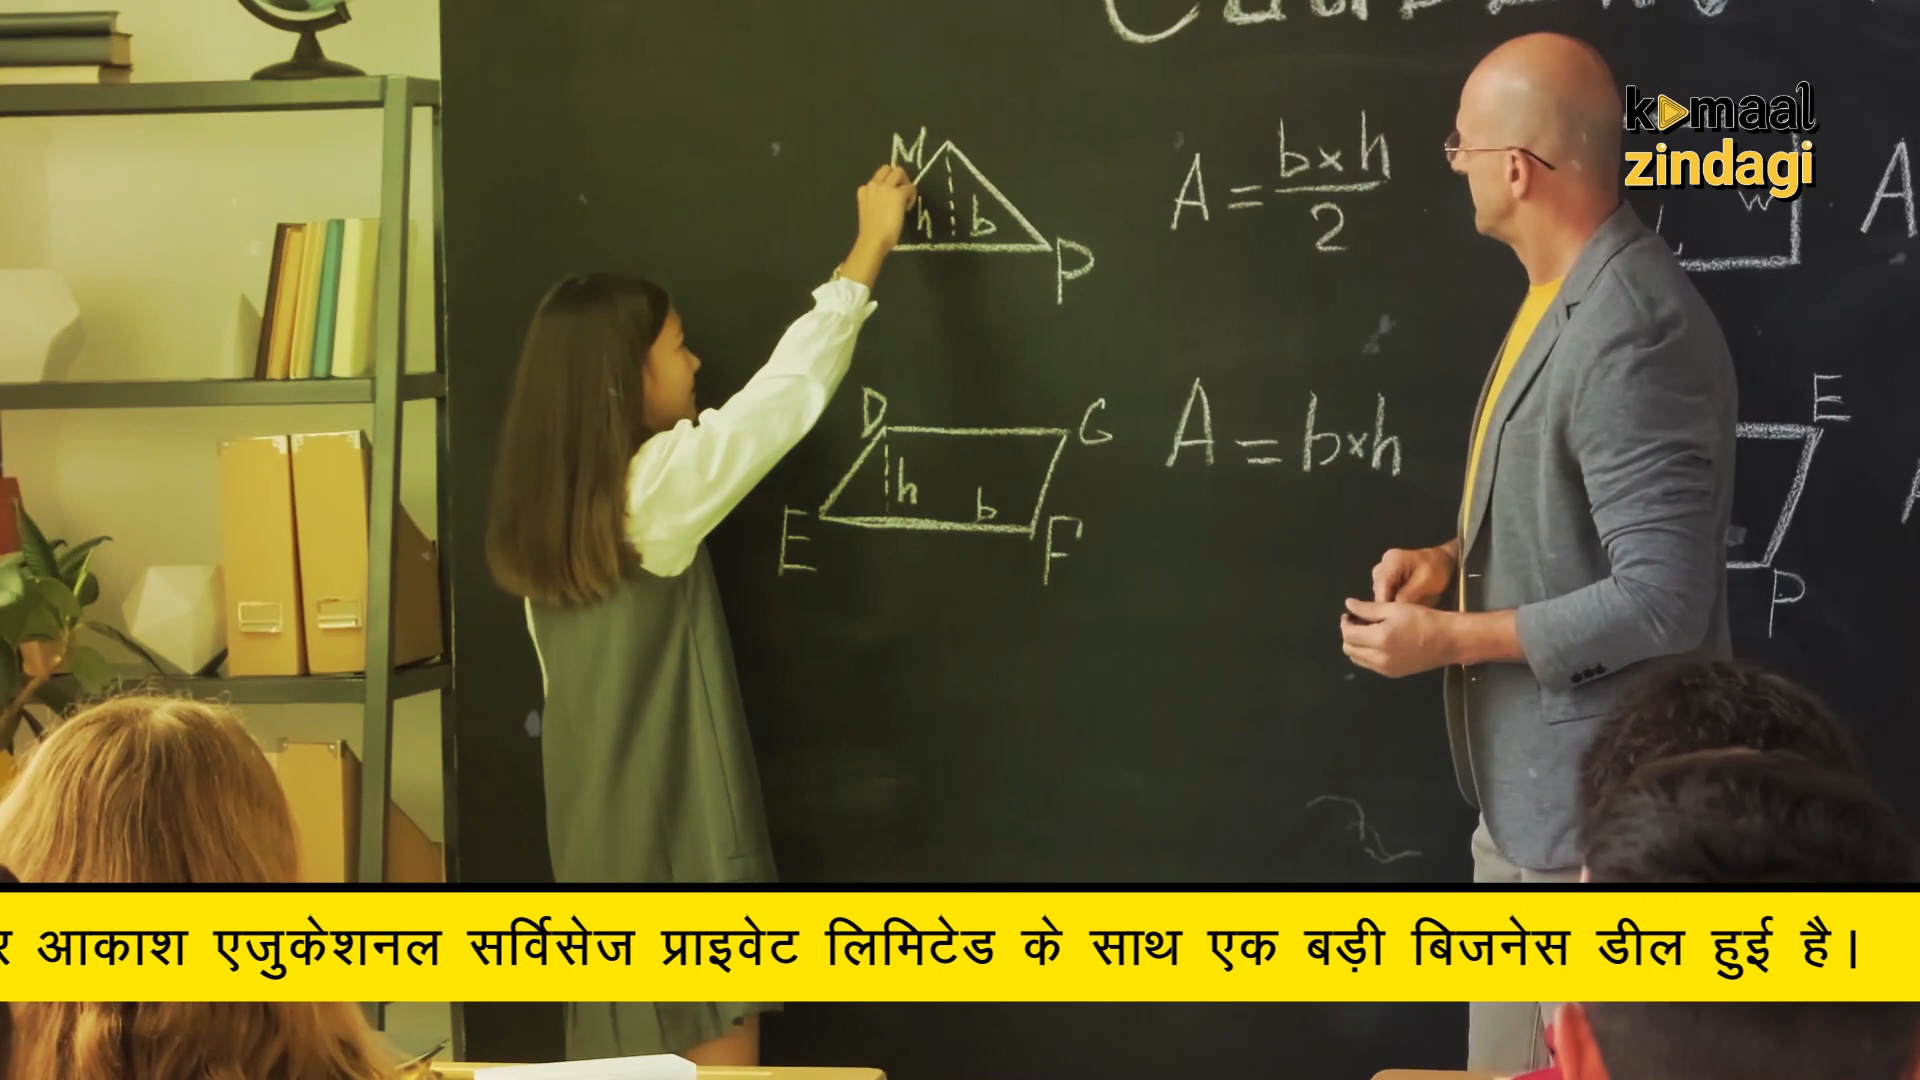 komaal
zindagi
M
h b
P
A = b×h
2
W
L
A
D G
h b
E F
A = b×h
E
P
आकाश एजुकेशनल सर्विसेज प्राइवेट लिमिटेड के साथ एक बड़ी बिजनेस डील हुई है।